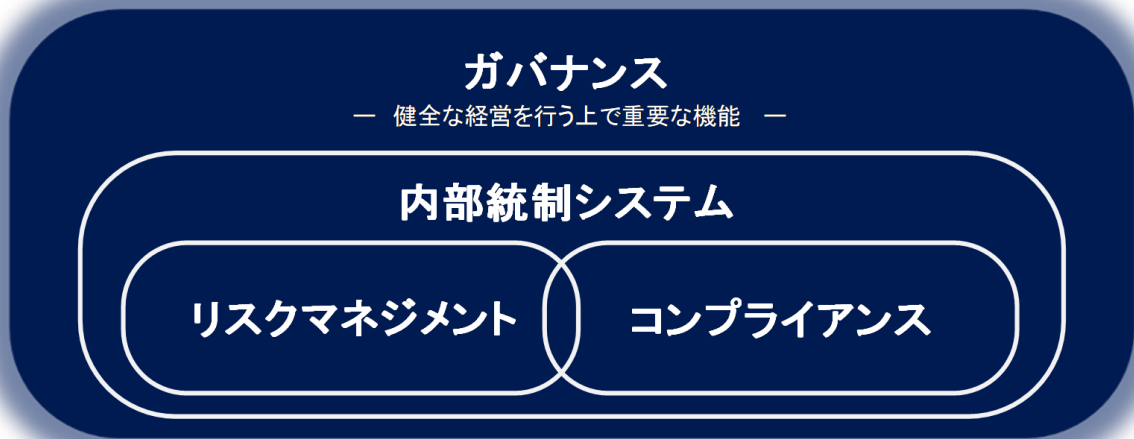 ガバナンス
― 健全な経営を行う上で重要な機能 ―
内部統制システム
リスクマネジメント
コンプライアンス